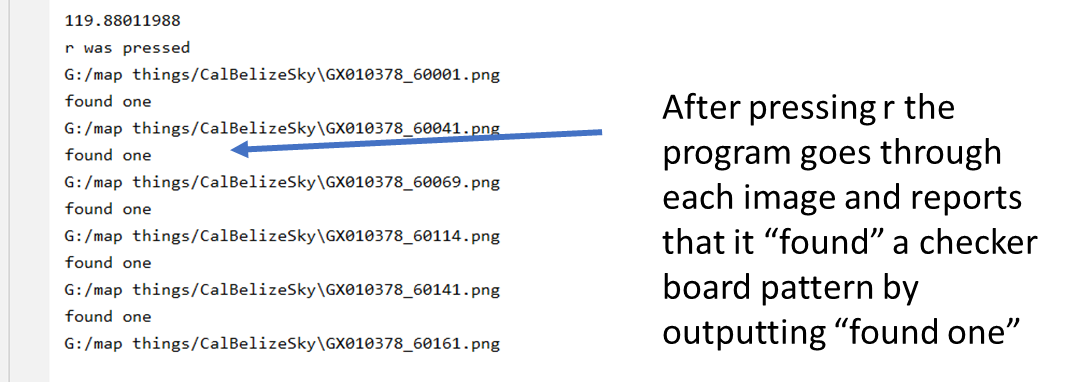 119.88011988
r was pressed
G:/map things/CalBelizeSky\GX010378_60001.png
found one
G:/map things/CalBelizeSky\GX010378_60041.png
found one
G:/map things/CalBelizeSky\GX010378_60069.png
found one
G:/map things/CalBelizeSky\GX010378_60114.png
found one
G:/map things/CalBelizeSky\GX010378_60141.png
found one
G:/map things/CalBelizeSky\GX010378_60161.png
After pressing r the
program goes through
each image and reports
that it “found” a checker
board pattern by
outputting “found one”